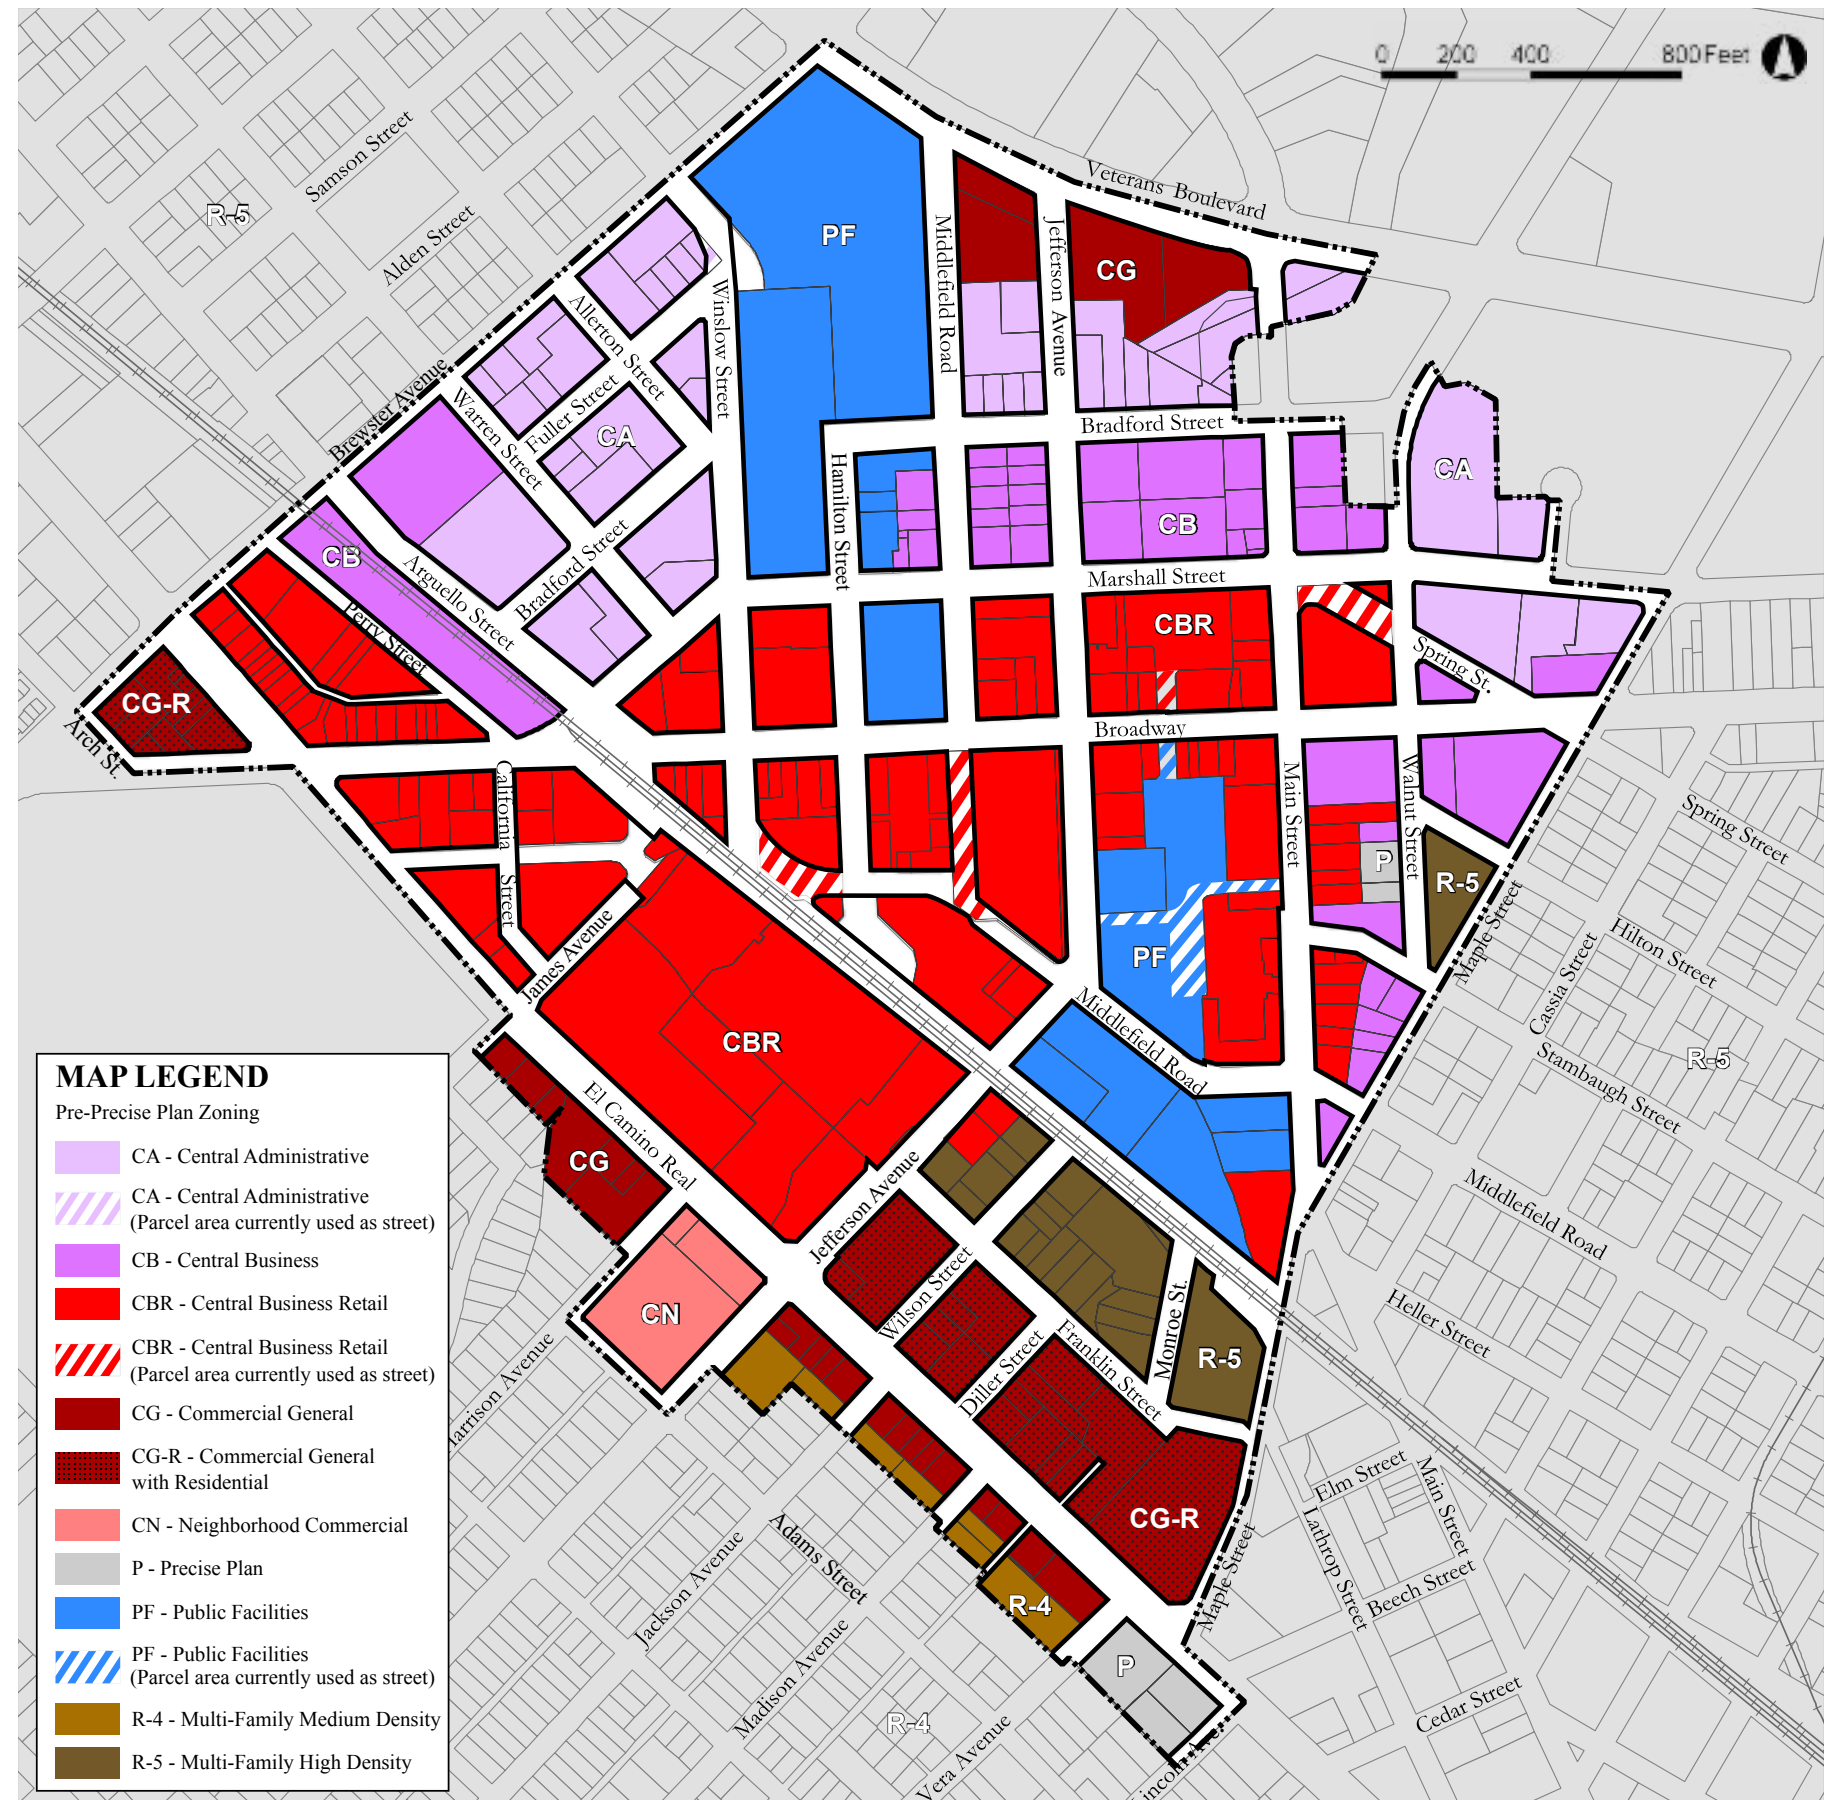 0 200 400 800 Feet
Samson Street
R-5
Alden Street
Veterans Boulevard
PF
Middlefield Road
Jefferson Avenue
CG
Winslow Street
Allerton Street
Brewster Avenue
Warren Street
Fuller Street
CA
Bradford Street
CA
Hamilton Street
CB
CB
Arguello Street
Bradford Street
Marshall Street
Perry Street
CBR
Spring St.
CG-R
Arch St.
Broadway
California
Street
Main Street
Walnut Street
P
R-5
Spring Street
Maple Street
Hilton Street
Cassia Street
James Avenue
PF
Middlefield Road
CBR
Stambaugh Street
R-5
El Camino Real
CG
Jefferson Avenue
Middlefield Road
CN
Wilson Street
Monroe St.
Heller Street
R-5
Franklin Street
Diller Street
CG-R
Elm Street
Main Street
Lathrop Street
Beech Street
Maple Street
Adams Street
Jackson Avenue
R-4
Madison Avenue
P
R-4
Vera Avenue
Cedar Street
MAP LEGEND
Pre-Precise Plan Zoning
CA - Central Administrative
CA - Central Administrative
(Parcel area currently used as street)
CB - Central Business
CBR - Central Business Retail
CBR - Central Business Retail
(Parcel area currently used as street)
CG - Commercial General
CG-R - Commercial General
with Residential
CN - Neighborhood Commercial
P - Precise Plan
PF - Public Facilities
PF - Public Facilities
(Parcel area currently used as street)
R-4 - Multi-Family Medium Density
R-5 - Multi-Family High Density